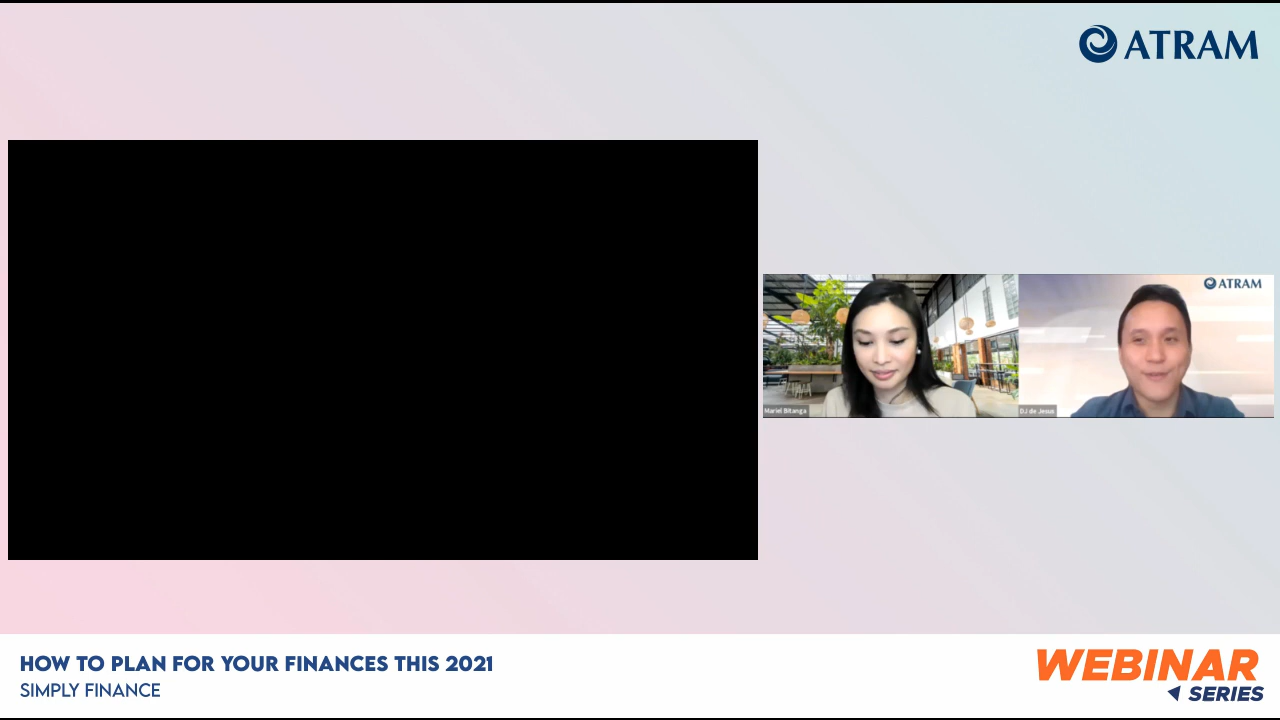 ATRAM
ATRAM
Mariel Bitanga
DJ de Jesus
HOW TO PLAN FOR YOUR FINANCES THIS 2021
SIMPLY FINANCE
WEBINAR
SERIES